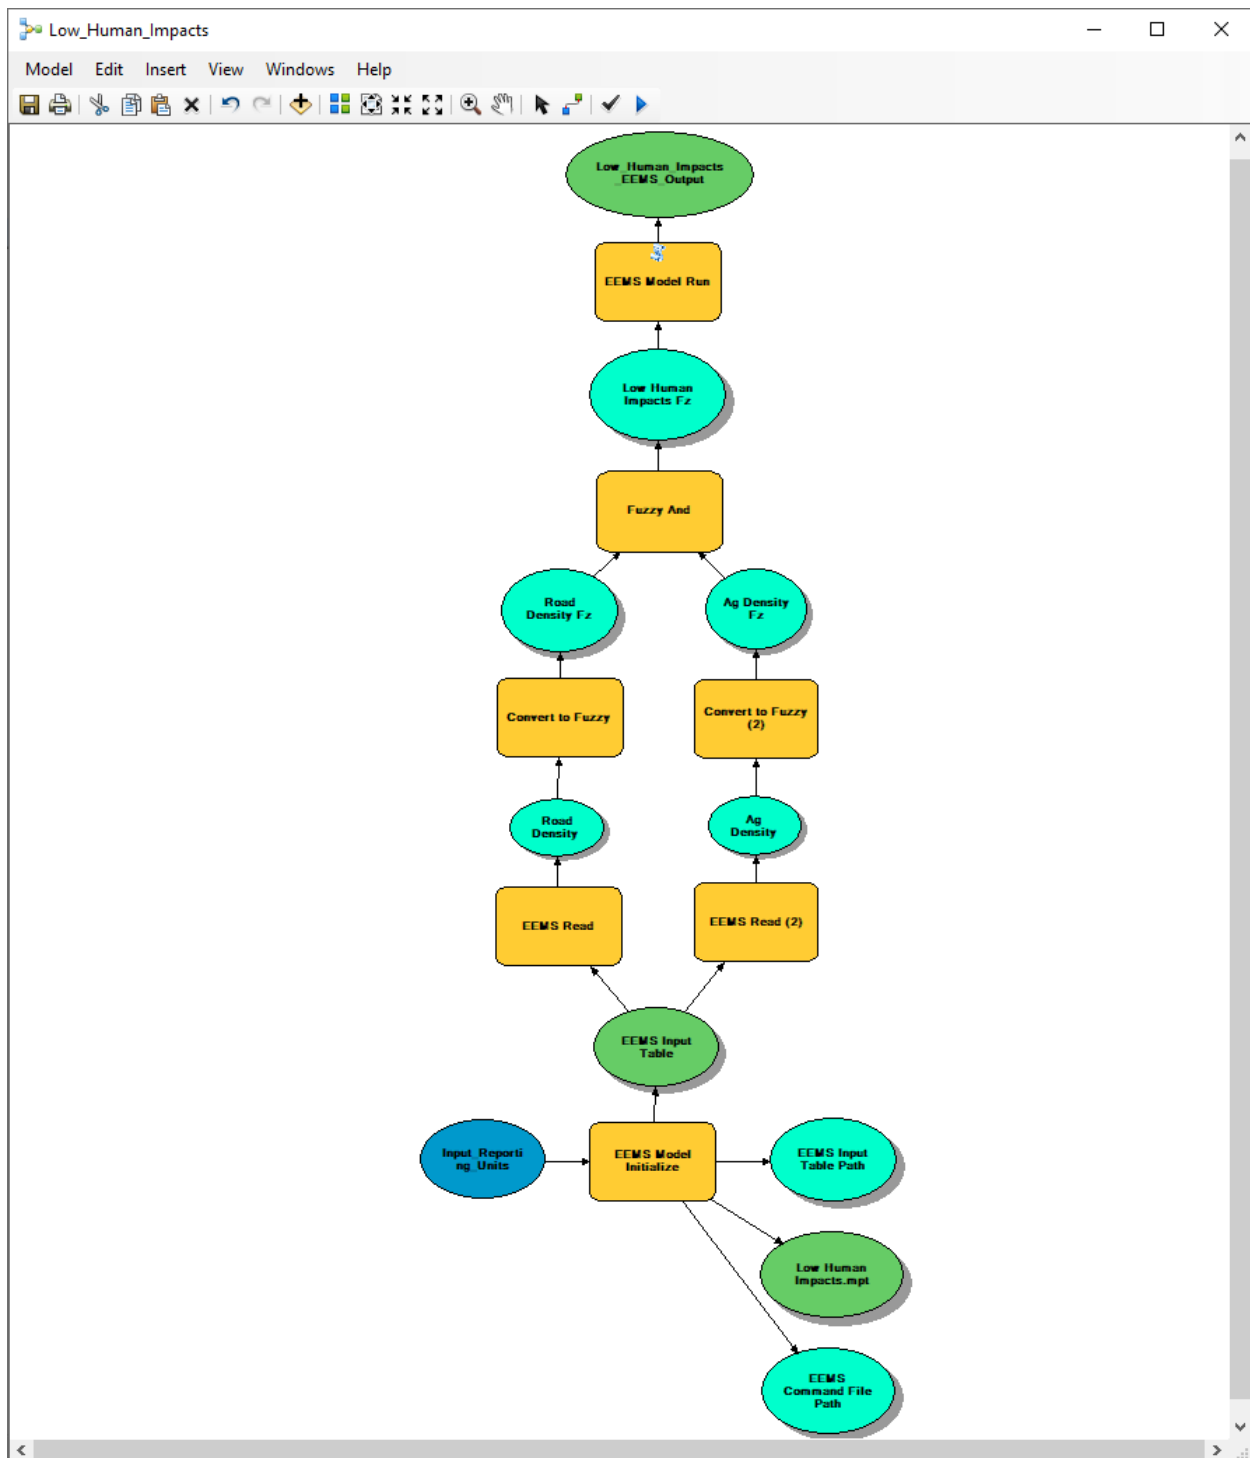 Low_Human_Impacts
Model Edit Insert View Windows Help
Low_Human_Impacts
_EEMS_Output
EEMS Model Run
Low Human
Impacts Fz
Fuzzy And
Road
Density Fz
Ag Density
Fz
Convert to Fuzzy
Convert to Fuzzy
(2)
Road
Density
Ag
Density
EEMS Read
EEMS Read (2)
EEMS Input
Table
Input_Reporti
ng_Units
EEMS Model
Initialize
EEMS Input
Table Path
Low Human
Impacts.mpt
EEMS
Command File
Path